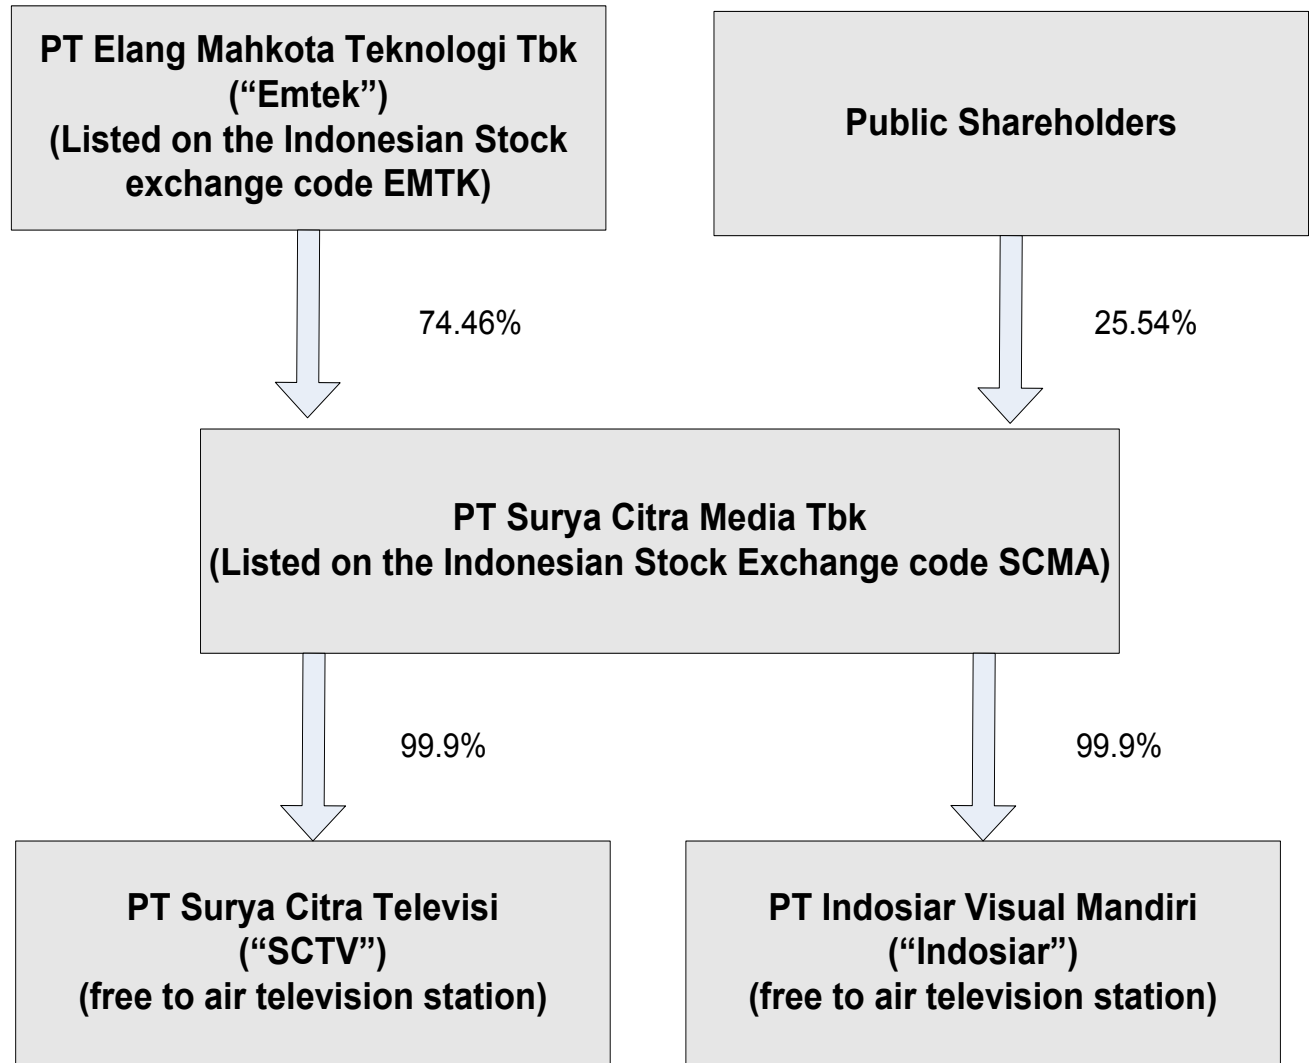 PT Elang Mahkota Teknologi Tbk
(“Emtek”)
(Listed on the Indonesian Stock
exchange code EMTK)
Public Shareholders
74.46%
25.54%
PT Surya Citra Media Tbk
(Listed on the Indonesian Stock Exchange code SCMA)
99.9%
99.9%
PT Surya Citra Televisi
(“SCTV”)
(free to air television station)
PT Indosiar Visual Mandiri
(“Indosiar”)
(free to air television station)